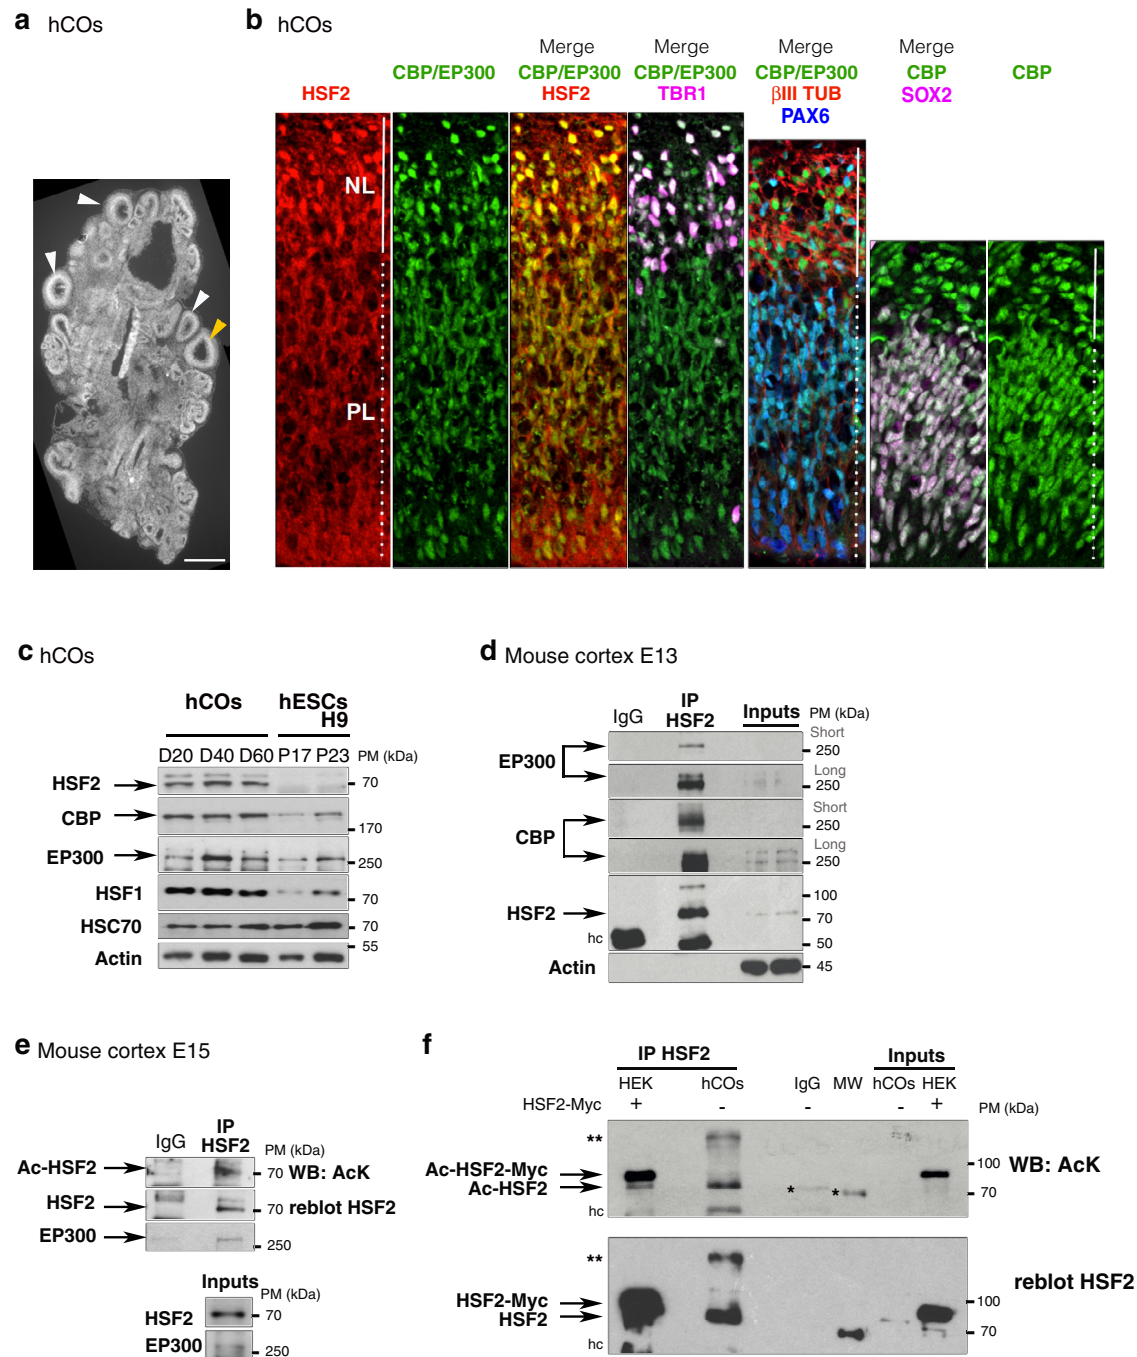 a hCOs
b hCOs
HSF2
CBP/EP300
Merge
CBP/EP300
HSF2
Merge
CBP/EP300
TBR1
Merge
CBP/EP300
βIII TUB
PAX6
Merge
CBP
SOX2
CBP
NL
PL
c hCOs
hCOs hESCs
H9
D20 D40 D60 P17 P23 PM (kDa)
HSF2 70
CBP 170
EP300 250
HSF1 70
HSC70 70
55
Actin
d Mouse cortex E13
IgG IP HSF2 Inputs PM (kDa)
Short
EP300 250
Long
250
Short
CBP 250
Long
250
100
HSF2 70
hc 50
Actin 45
e Mouse cortex E15
IgG IP HSF2 PM (kDa)
Ac-HSF2 70 WB: AcK
HSF2 70 reblot HSF2
EP300 250
Inputs PM (kDa)
HSF2 70
EP300 250
f
IP HSF2 Inputs
HEK hCOs IgG MW hCOs HEK
HSF2-Myc + - - - + PM (kDa)
**
Ac-HSF2-Myc 100 WB: AcK
Ac-HSF2 * * 70
hc
**
reblot HSF2
HSF2-Myc 100
HSF2 70
hc